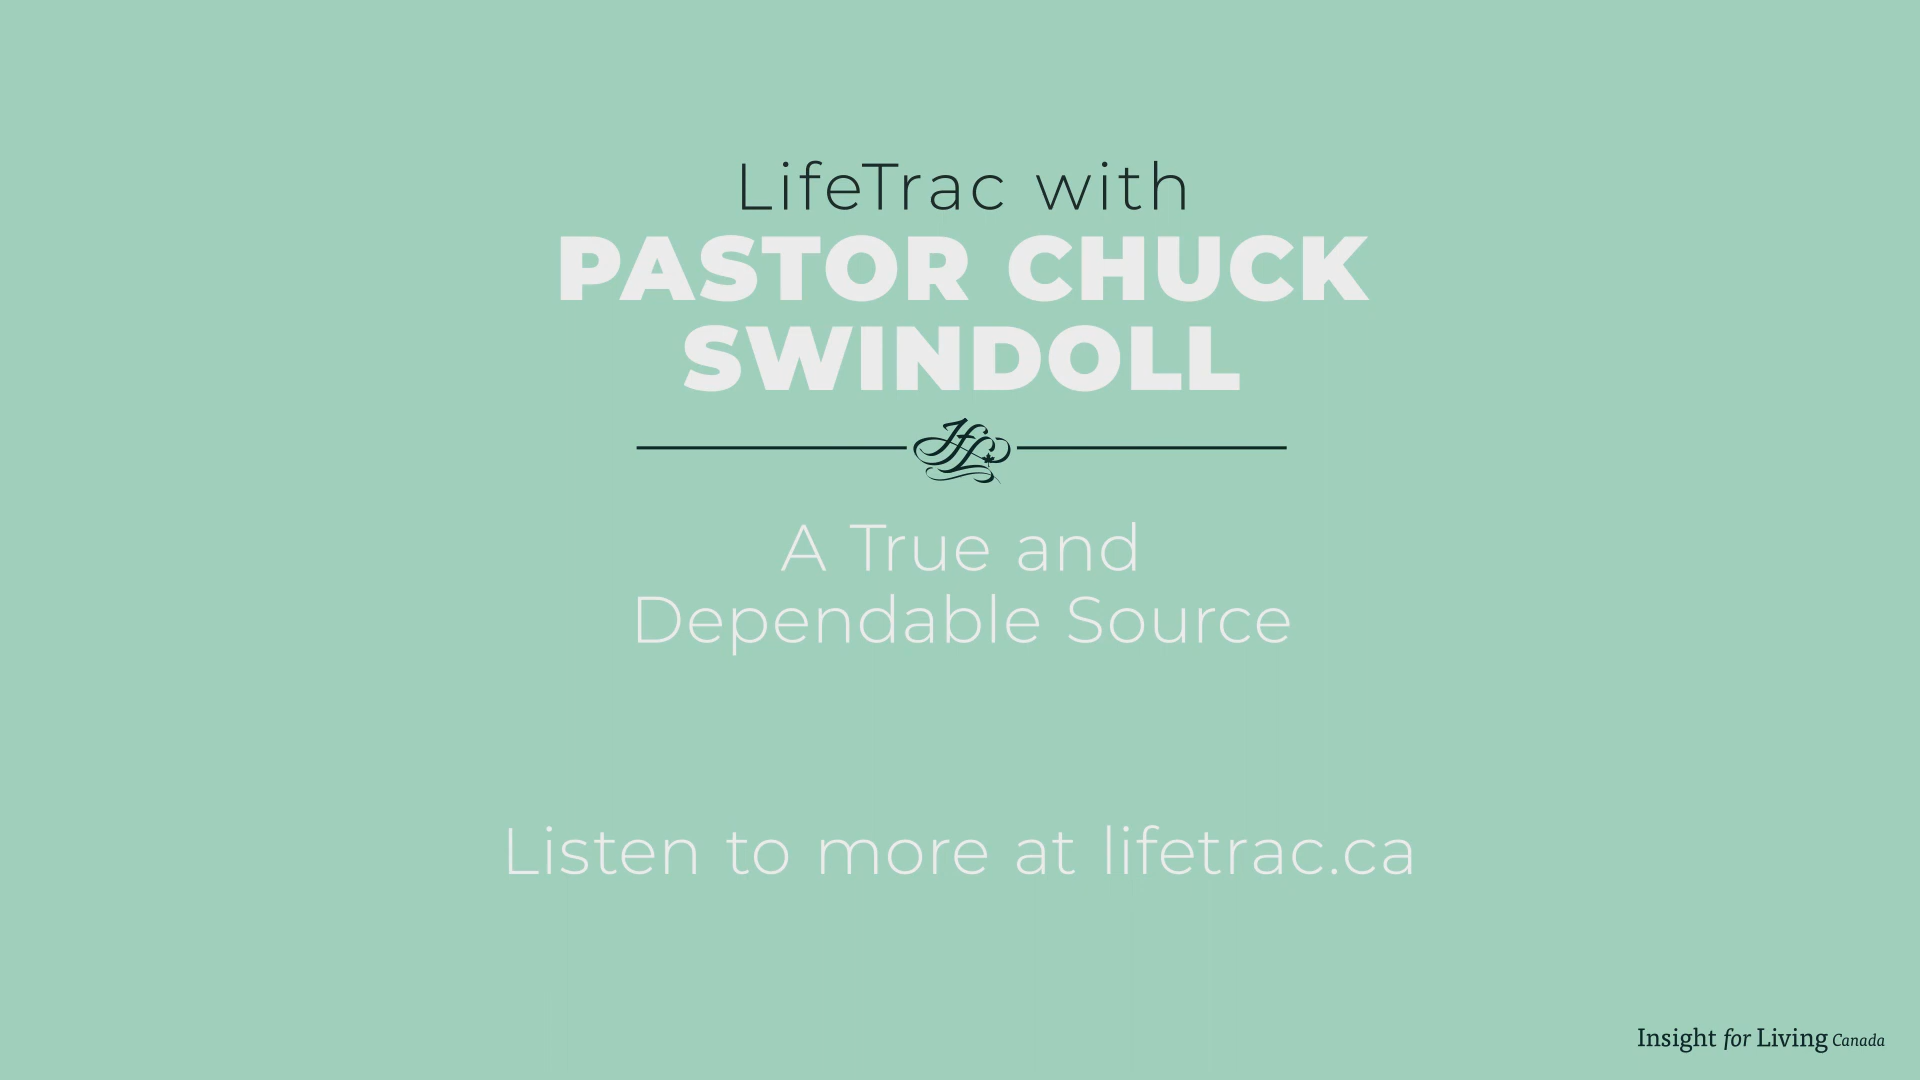 LifeTrac with
PASTOR CHUCK
SWINDOLL
A True and
Dependable Source
Listen to more at lifetrac.ca
Insight for Living Canada